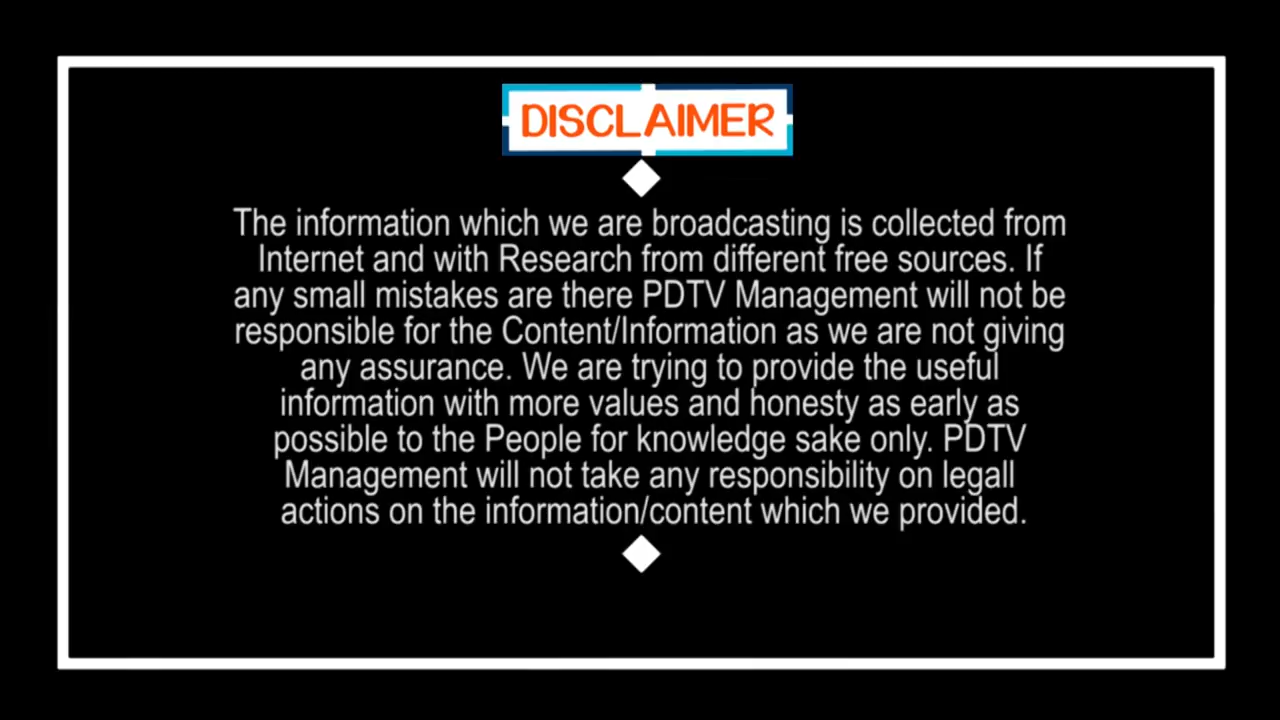 DISCLAIMER
The information which we are broadcasting is collected from
Internet and with Research from different free sources. If
any small mistakes are there PDTV Management will not be
responsible for the Content/Information as we are not giving
any assurance. We are trying to provide the useful
information with more values and honesty as early as
possible to the People for knowledge sake only. PDTV
Management will not take any responsibility on legall
actions on the information/content which we provided.